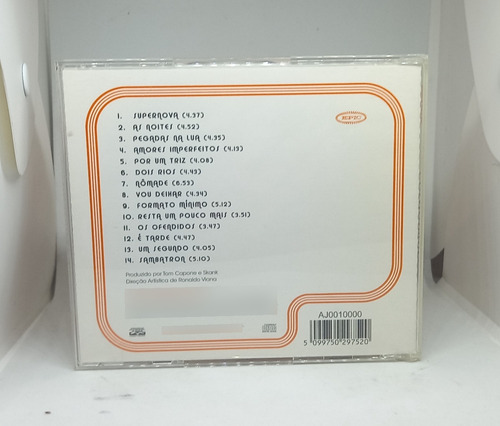 1. SUPERNOVA (4.37)
2. AS NOITES (4.52)
3. PEGADAS NA LUA (4.35)
4. AMORES IMPERFEITOS (4.13)
5. POR UM TRIZ (4.08)
6. DOIS RIOS (4.43)
7. NÔMADE (6.53)
8. VOU DEIXAR (4.34)
9. FORMATO MÍNIMO (5.12)
10. RESTA UM POUCO MAIS (3.51)
11. OS OFENDIDOS (3.47)
12. É TARDE (4.47)
13. UM SEGUNDO (4.05)
14. SAMBATRON (5.10)
EPIC
Produzido por Tom Capone e Skank
Direção Artística de Ronaldo Viana
AJ0010000
5 099750 297520